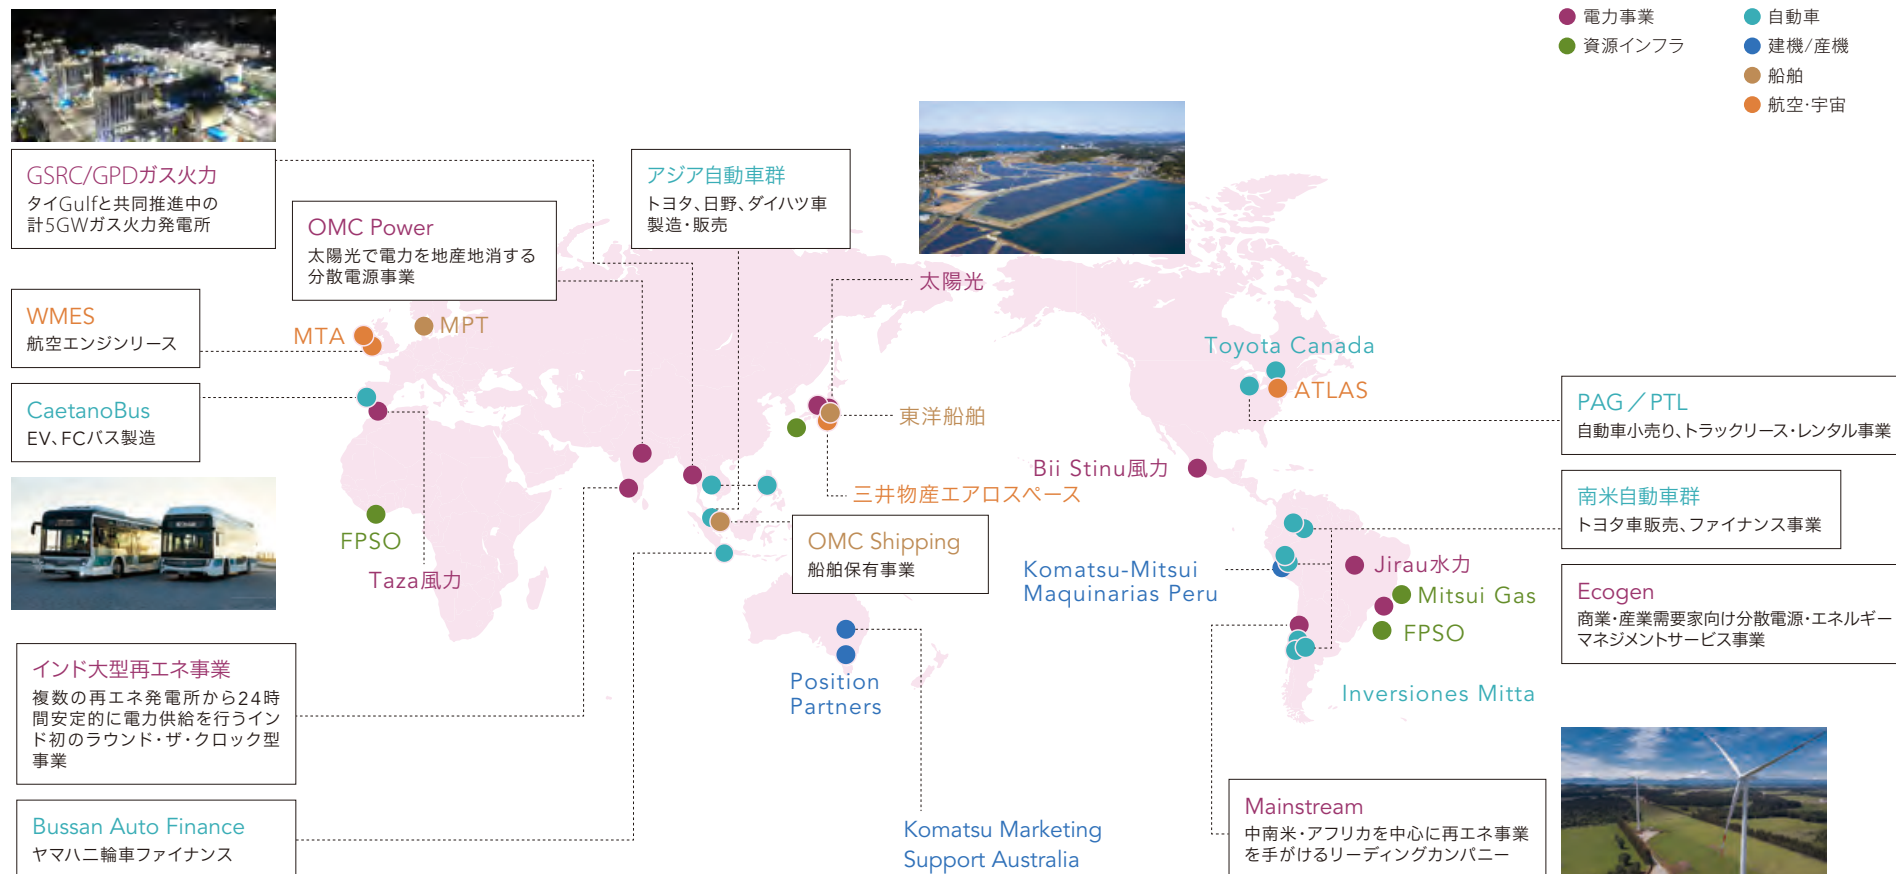 電力事業
資源インフラ
自動車
建機/産機
船舶
航空・宇宙
GSRC/GPDガス火力
タイGulfと共同推進中の
計5GWガス火力発電所
OMC Power
太陽光で電力を地産地消する
分散電源事業
アジア自動車群
トヨタ、日野、ダイハツ車
製造・販売
太陽光
WMES
航空エンジンリース
MTA
MPT
CaetanoBus
EV、FCバス製造
東洋船舶
三井物産エアロスペース
FPSO
Taza風力
OMC Shipping
船舶保有事業
Toyota Canada
ATLAS
PAG／PTL
自動車小売り、トラックリース・レンタル事業
Bii Stinu風力
南米自動車群
トヨタ車販売、ファイナンス事業
Komatsu-Mitsui
Maquinarias Peru
Jirau水力
Mitsui Gas
FPSO
Ecogen
商業・産業需要家向け分散電源・エネルギー
マネジメントサービス事業
インド大型再エネ事業
複数の再エネ発電所から24時
間安定的に電力供給を行うイン
ド初のラウンド・ザ・クロック型
事業
Position
Partners
Inversiones Mitta
Bussan Auto Finance
ヤマハ二輪車ファイナンス
Komatsu Marketing
Support Australia
Mainstream
中南米・アフリカを中心に再エネ事業
を手がけるリーディングカンパニー